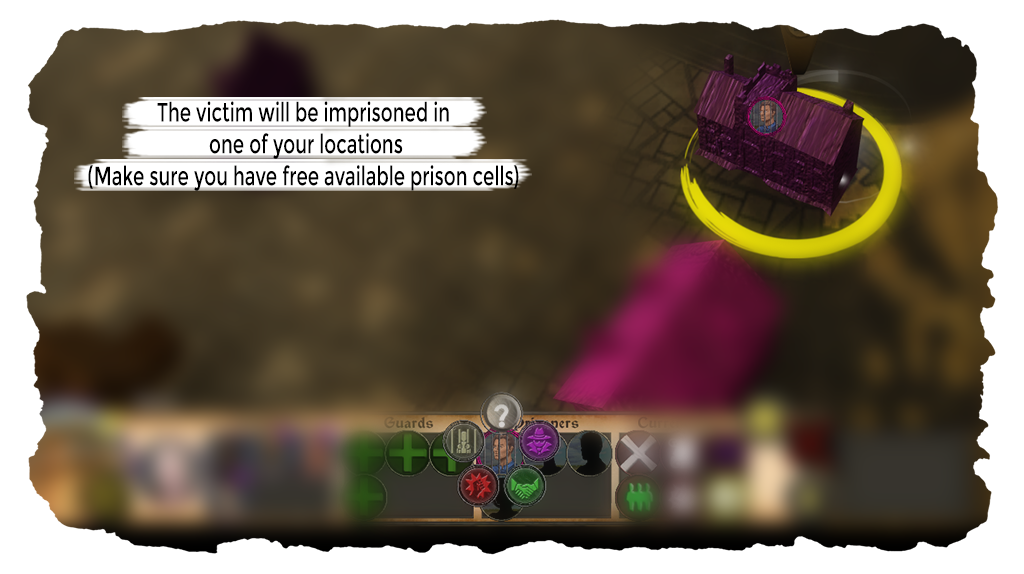 The victim will be imprisoned in
one of your locations
(Make sure you have free available prison cells)
?
Guards